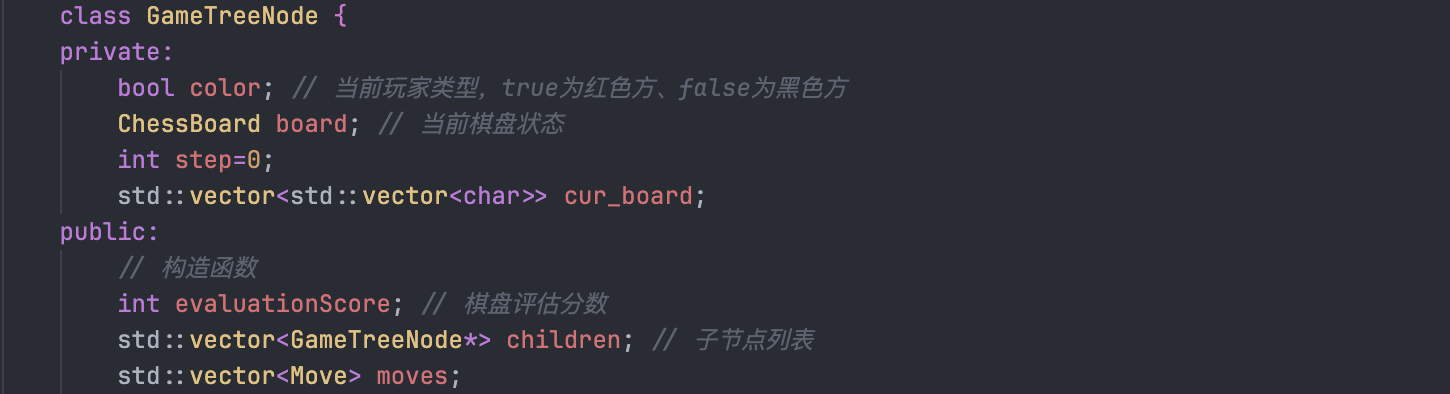 class GameTreeNode {
private:
    bool color; // 当前玩家类型，true为红色方、false为黑色方
    ChessBoard board; // 当前棋盘状态
    int step=0;
    std::vector<std::vector<char>> cur_board;
public:
    // 构造函数
    int evaluationScore; // 棋盘评估分数
    std::vector<GameTreeNode*> children; // 子节点列表
    std::vector<Move> moves;